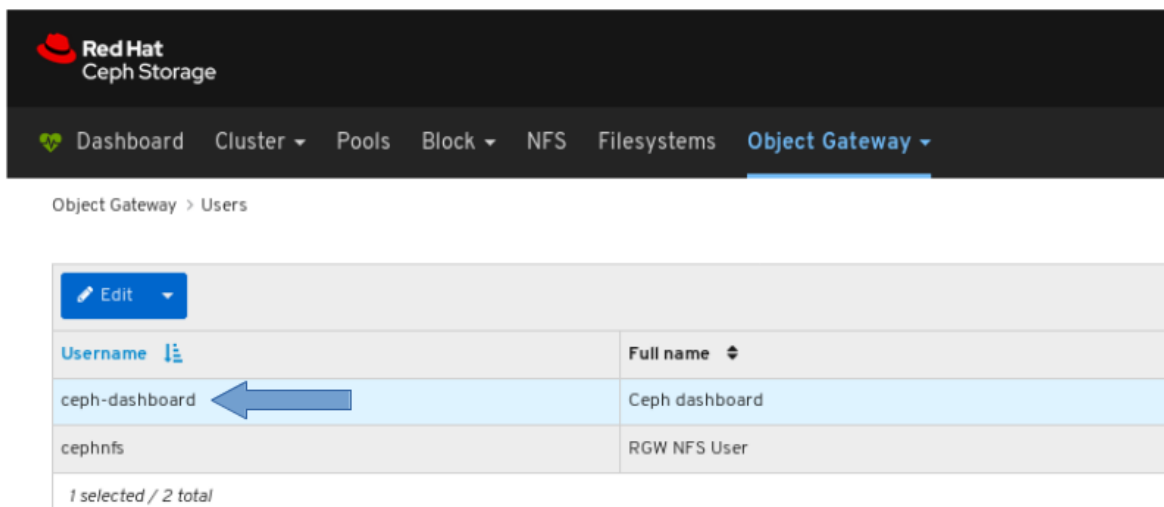 Red Hat
Ceph Storage
Dashboard Cluster Pools Block NFS Filesystems Object Gateway
Object Gateway > Users
Edit
Username Full name
ceph-dashboard Ceph dashboard
cephnfs RGW NFS User
1 selected / 2 total